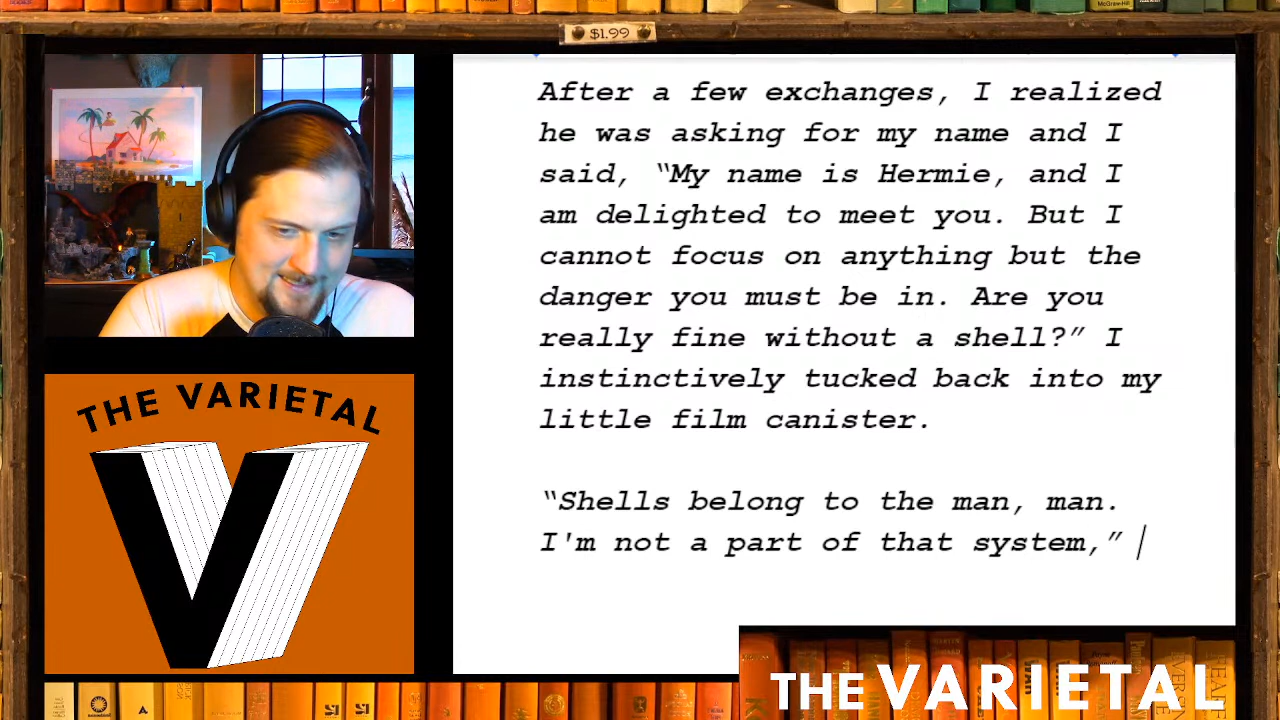 McGraw-Hill
$1.99
After a few exchanges, I realized
he was asking for my name and I
said, “My name is Hermie, and I
am delighted to meet you. But I
cannot focus on anything but the
danger you must be in. Are you
really fine without a shell?” I
instinctively tucked back into my
little film canister.
“Shells belong to the man, man.
I'm not a part of that system,”
THE VARIETAL
V
THE VARIETAL